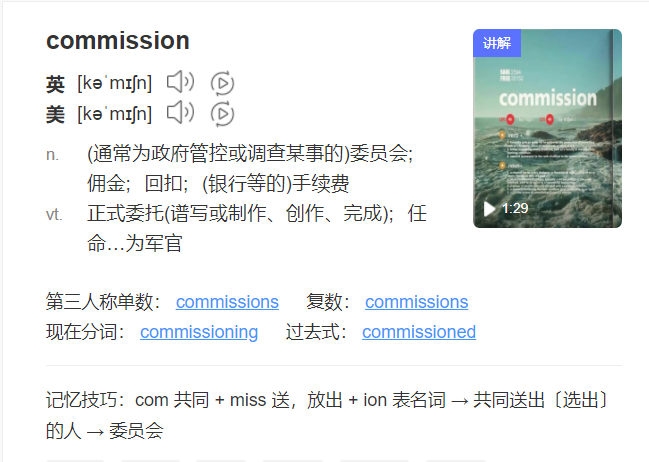 commission
讲解
英 [kəˈmɪʃn]
美 [kəˈmɪʃn]
commission
n. (通常为政府管控或调查某事的)委员会;
佣金；回扣；(银行等的)手续费
vt. 正式委托(谱写或制作、创作、完成)；任
命…为军官
1:29
第三人称单数： commissions 复数： commissions
现在分词： commissioning 过去式： commissioned
记忆技巧：com 共同 + miss 送，放出 + ion 表名词 → 共同送出〔选出〕
的人 → 委员会